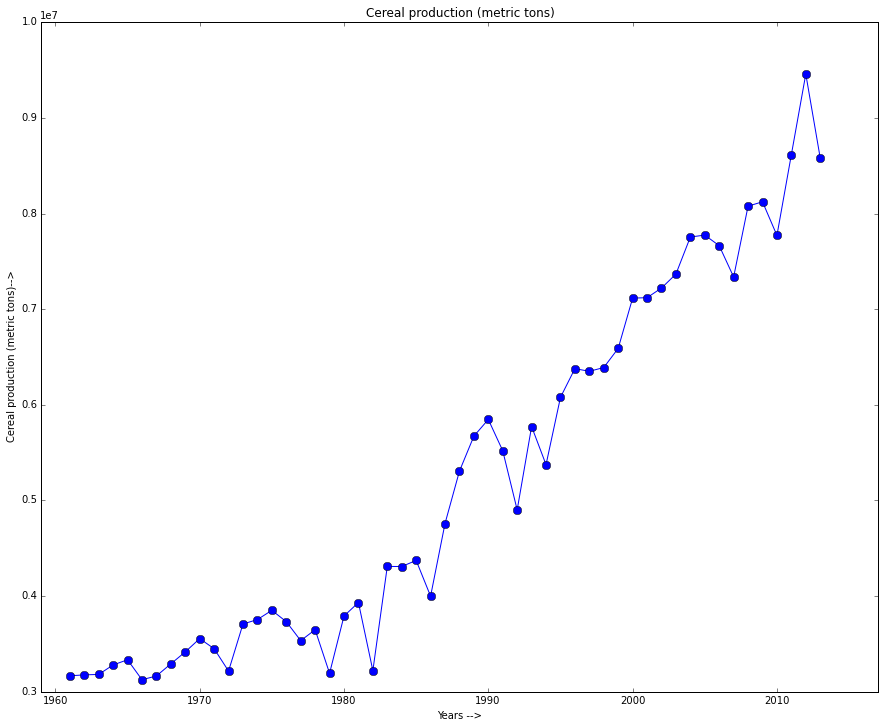 Cereal production (metric tons)
1e7
1.0
0.9
0.8
0.7
0.6
0.5
0.4
0.3
Cereal production (metric tons)-->
1960 1970 1980 1990 2000 2010
Years -->